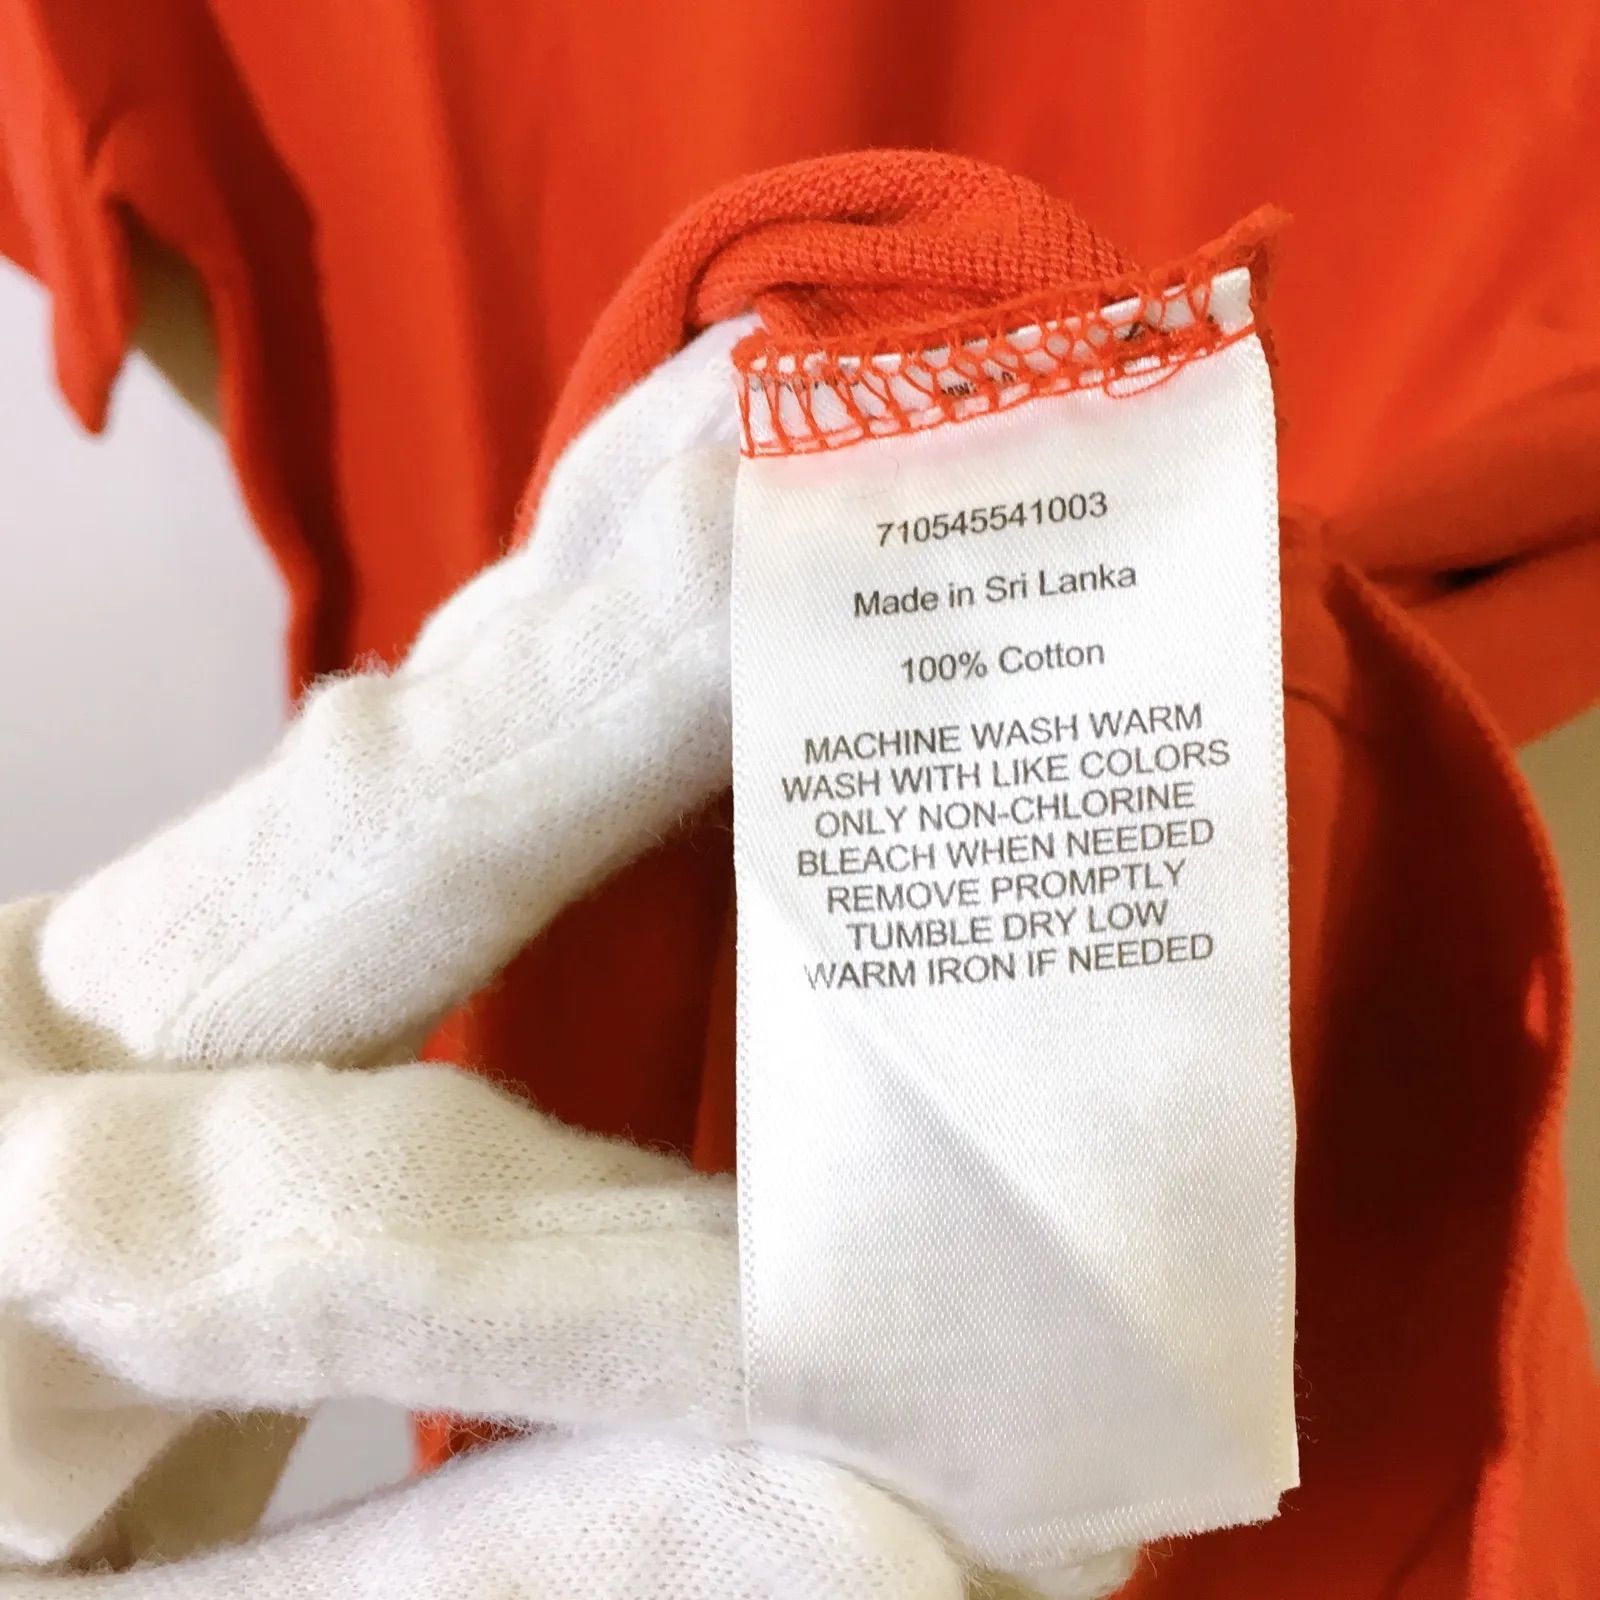 710545541003
Made in Sri Lanka
100% Cotton
MACHINE WASH WARM
WASH WITH LIKE COLORS
ONLY NON-CHLORINE
BLEACH WHEN NEEDED
REMOVE PROMPTLY
TUMBLE DRY LOW
WARM IRON IF NEEDED